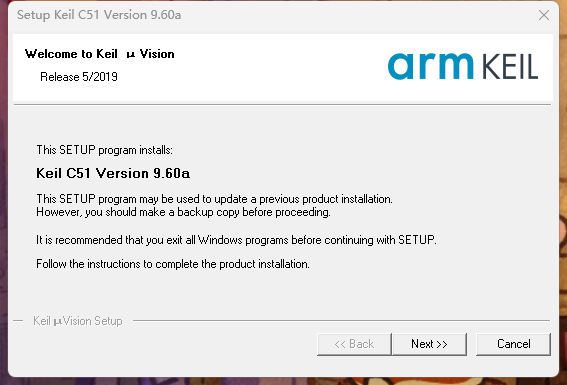 Setup Keil C51 Version 9.60a
Welcome to Keil μ Vision
Release 5/2019
arm KEIL
This SETUP program installs:
Keil C51 Version 9.60a
This SETUP program may be used to update a previous product installation.
However, you should make a backup copy before proceeding.
It is recommended that you exit all Windows programs before continuing with SETUP.
Follow the instructions to complete the product installation.
Keil μVision Setup
<< Back
Next >>
Cancel